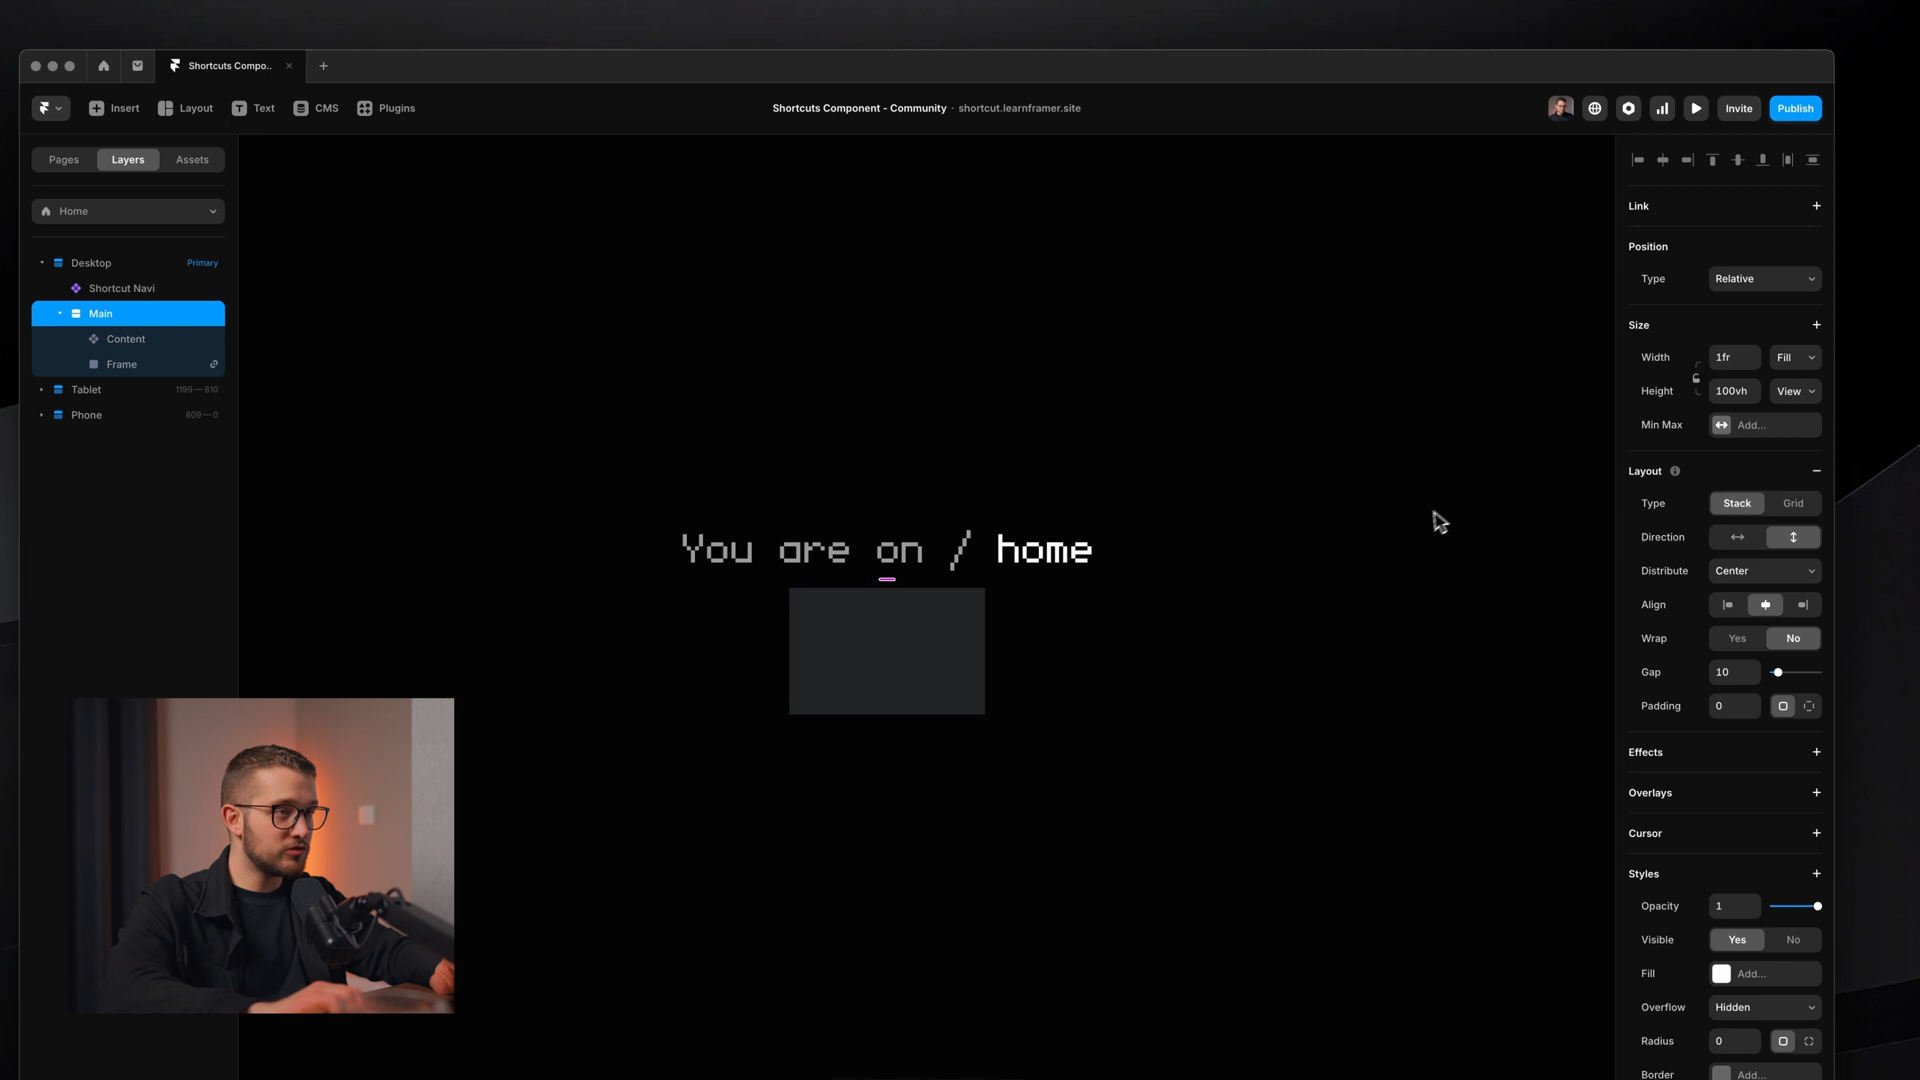 Shortcuts Compo..
Insert
Layout
Text
CMS
Plugins
Shortcuts Component - Community · shortcut.learnframer.site
Invite
Publish
Pages
Layers
Assets
Home
Desktop
Primary
Shortcut Navi
Main
Content
Frame
Tablet
1199 — 810
Phone
809 — 0
You are on / home
Link
Position
Type
Relative
Size
Width
1fr
Fill
Height
100vh
View
Min Max
Add...
Layout
Type
Stack
Grid
Direction
Distribute
Center
Align
Wrap
Yes
No
Gap
10
Padding
0
Effects
Overlays
Cursor
Styles
Opacity
1
Visible
Yes
No
Fill
Add...
Overflow
Hidden
Radius
0
Border
Add...